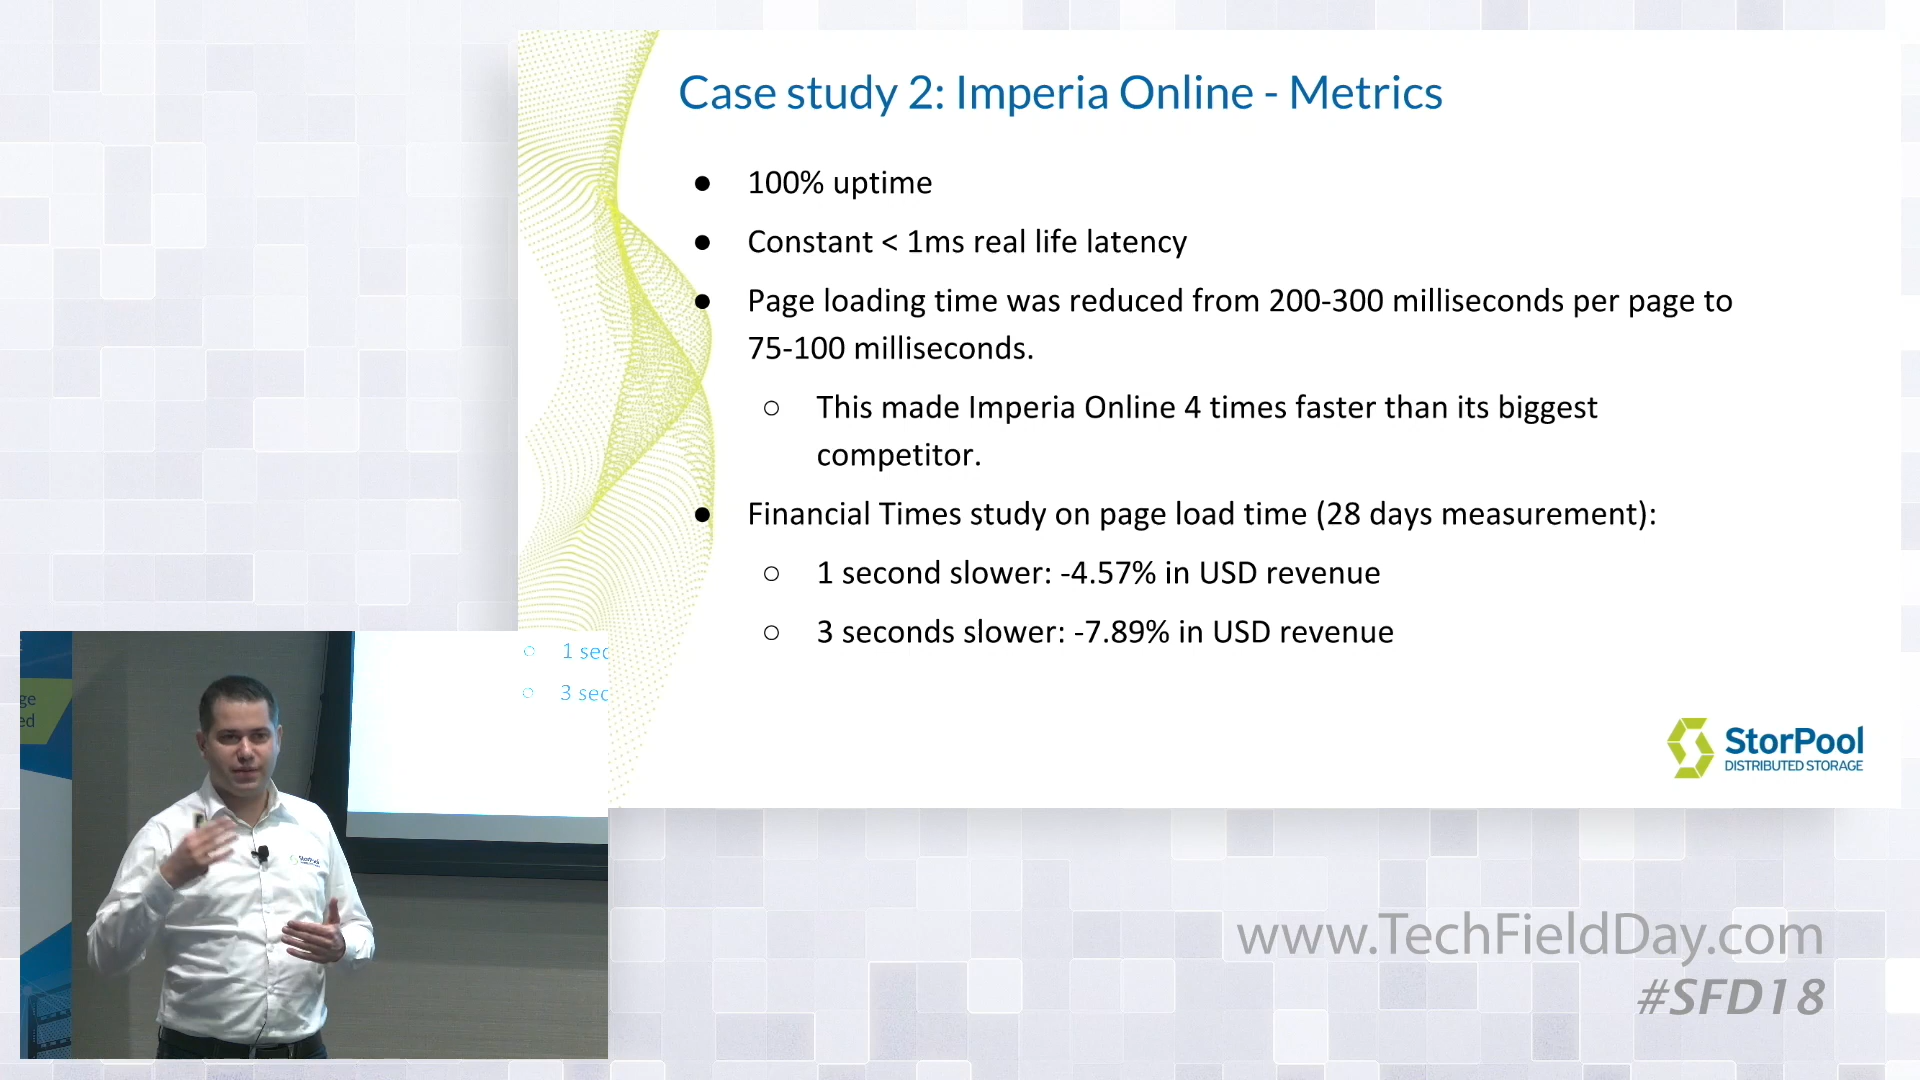 Case study 2: Imperia Online - Metrics
● 100% uptime
● Constant < 1ms real life latency
● Page loading time was reduced from 200-300 milliseconds per page to
75-100 milliseconds.
○ This made Imperia Online 4 times faster than its biggest
competitor.
● Financial Times study on page load time (28 days measurement):
○ 1 second slower: -4.57% in USD revenue
○ 3 seconds slower: -7.89% in USD revenue
StorPool
DISTRIBUTED STORAGE
○ 1 sec
○ 3 sec
ge
ed
StorPool
www.TechFieldDay.com
#SFD18